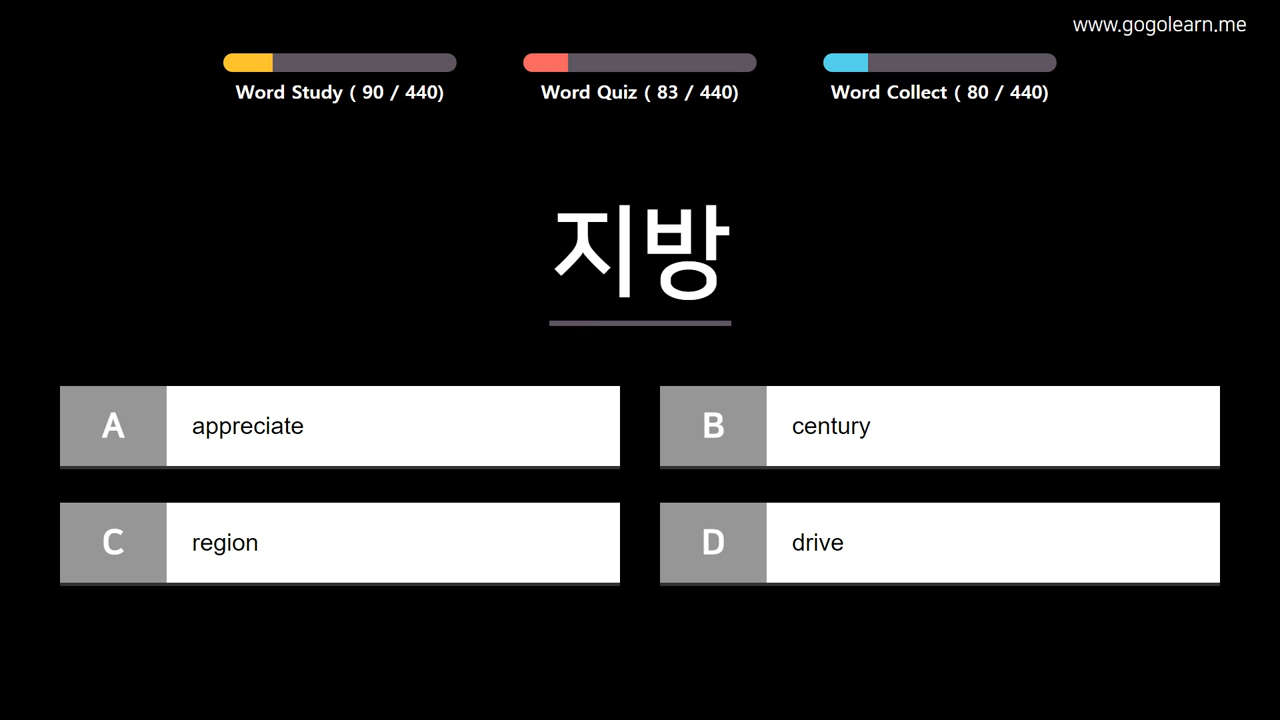 www.gogolearn.me
Word Study ( 90 / 440)
Word Quiz ( 83 / 440)
Word Collect ( 80 / 440)
지방
A appreciate
B century
C region
D drive